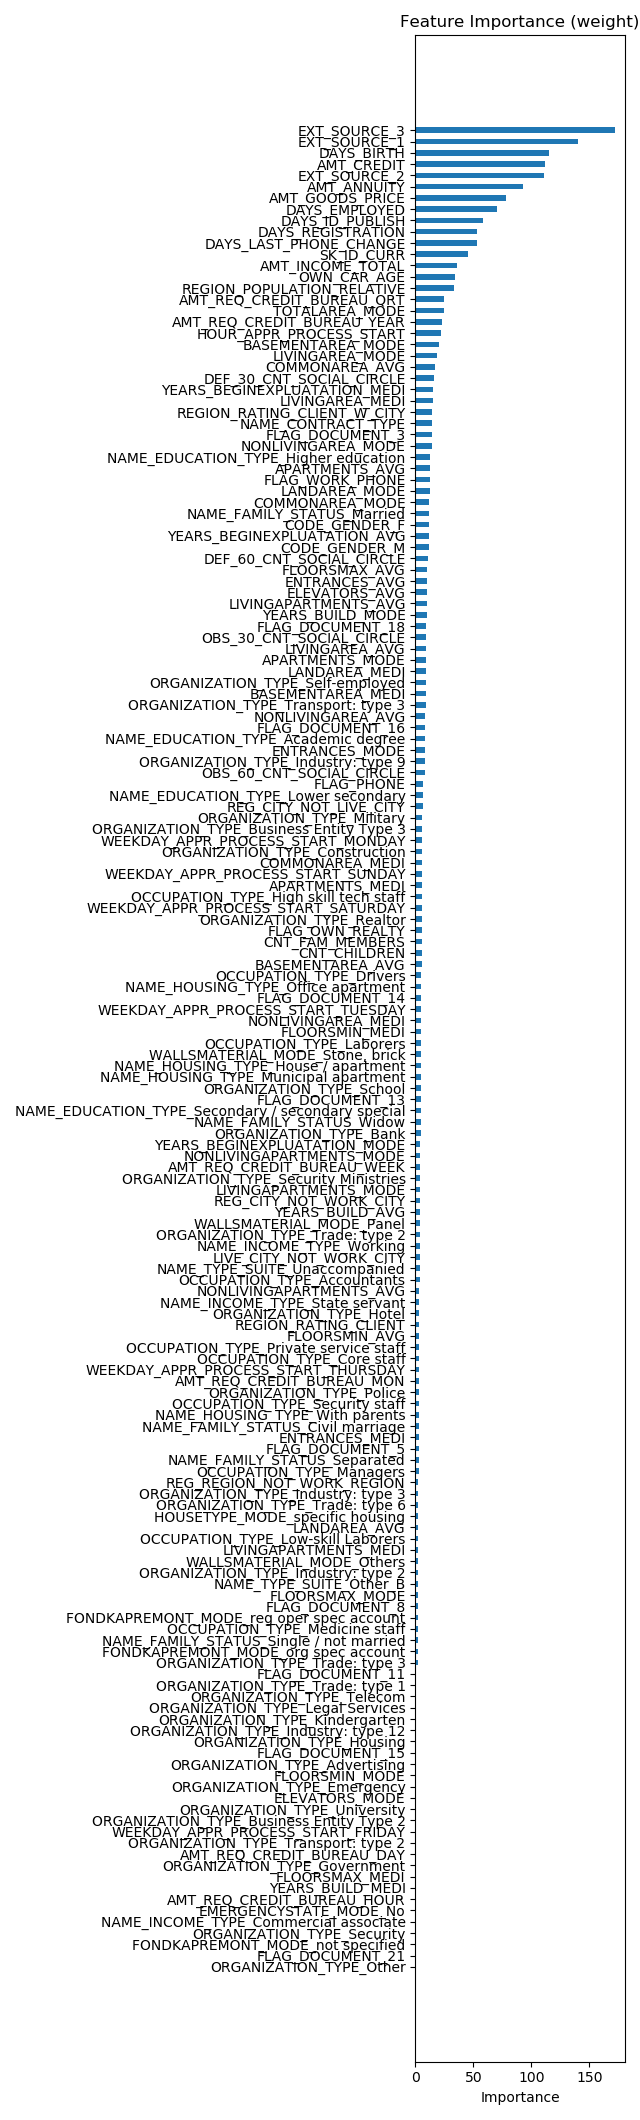 Feature Importance (weight)
EXT_SOURCE_3
EXT_SOURCE_1
DAYS_BIRTH
AMT_CREDIT
EXT_SOURCE_2
AMT_ANNUITY
AMT_GOODS_PRICE
DAYS_EMPLOYED
DAYS_ID_PUBLISH
DAYS_REGISTRATION
DAYS_LAST_PHONE_CHANGE
SK_ID_CURR
AMT_INCOME_TOTAL
OWN_CAR_AGE
REGION_POPULATION_RELATIVE
AMT_REQ_CREDIT_BUREAU_QRT
TOTALAREA_MODE
AMT_REQ_CREDIT_BUREAU_YEAR
HOUR_APPR_PROCESS_START
BASEMENTAREA_MODE
LIVINGAREA_MODE
COMMONAREA_AVG
DEF_30_CNT_SOCIAL_CIRCLE
YEARS_BEGINEXPLUATATION_MEDI
LIVINGAREA_MEDI
REGION_RATING_CLIENT_W_CITY
NAME_CONTRACT_TYPE
FLAG_DOCUMENT_3
NONLIVINGAREA_MODE
NAME_EDUCATION_TYPE_Higher education
APARTMENTS_AVG
FLAG_WORK_PHONE
LANDAREA_MODE
COMMONAREA_MODE
NAME_FAMILY_STATUS_Married
CODE_GENDER_F
YEARS_BEGINEXPLUATATION_AVG
CODE_GENDER_M
DEF_60_CNT_SOCIAL_CIRCLE
FLOORSMAX_AVG
ENTRANCES_AVG
ELEVATORS_AVG
LIVINGAPARTMENTS_AVG
YEARS_BUILD_MODE
FLAG_DOCUMENT_18
OBS_30_CNT_SOCIAL_CIRCLE
LIVINGAREA_AVG
APARTMENTS_MODE
LANDAREA_MEDI
ORGANIZATION_TYPE_Self-employed
BASEMENTAREA_MEDI
ORGANIZATION_TYPE_Transport: type 3
NONLIVINGAREA_AVG
FLAG_DOCUMENT_16
NAME_EDUCATION_TYPE_Academic degree
ENTRANCES_MODE
ORGANIZATION_TYPE_Industry: type 9
OBS_60_CNT_SOCIAL_CIRCLE
FLAG_PHONE
NAME_EDUCATION_TYPE_Lower secondary
REG_CITY_NOT_LIVE_CITY
ORGANIZATION_TYPE_Military
ORGANIZATION_TYPE_Business Entity Type 3
WEEKDAY_APPR_PROCESS_START_MONDAY
ORGANIZATION_TYPE_Construction
COMMONAREA_MEDI
WEEKDAY_APPR_PROCESS_START_SUNDAY
APARTMENTS_MEDI
OCCUPATION_TYPE_High skill tech staff
WEEKDAY_APPR_PROCESS_START_SATURDAY
ORGANIZATION_TYPE_Realtor
FLAG_OWN_REALTY
CNT_FAM_MEMBERS
CNT_CHILDREN
BASEMENTAREA_AVG
OCCUPATION_TYPE_Drivers
NAME_HOUSING_TYPE_Office apartment
FLAG_DOCUMENT_14
WEEKDAY_APPR_PROCESS_START_TUESDAY
NONLIVINGAREA_MEDI
FLOORSMIN_MEDI
OCCUPATION_TYPE_Laborers
WALLSMATERIAL_MODE_Stone, brick
NAME_HOUSING_TYPE_House / apartment
NAME_HOUSING_TYPE_Municipal apartment
ORGANIZATION_TYPE_School
FLAG_DOCUMENT_13
NAME_EDUCATION_TYPE_Secondary / secondary special
NAME_FAMILY_STATUS_Widow
ORGANIZATION_TYPE_Bank
YEARS_BEGINEXPLUATATION_MODE
NONLIVINGAPARTMENTS_MODE
AMT_REQ_CREDIT_BUREAU_WEEK
ORGANIZATION_TYPE_Security Ministries
LIVINGAPARTMENTS_MODE
REG_CITY_NOT_WORK_CITY
YEARS_BUILD_AVG
WALLSMATERIAL_MODE_Panel
ORGANIZATION_TYPE_Trade: type 2
NAME_INCOME_TYPE_Working
LIVE_CITY_NOT_WORK_CITY
NAME_TYPE_SUITE_Unaccompanied
OCCUPATION_TYPE_Accountants
NONLIVINGAPARTMENTS_AVG
NAME_INCOME_TYPE_State servant
ORGANIZATION_TYPE_Hotel
REGION_RATING_CLIENT
FLOORSMIN_AVG
OCCUPATION_TYPE_Private service staff
OCCUPATION_TYPE_Core staff
WEEKDAY_APPR_PROCESS_START_THURSDAY
AMT_REQ_CREDIT_BUREAU_MON
ORGANIZATION_TYPE_Police
OCCUPATION_TYPE_Security staff
NAME_HOUSING_TYPE_With parents
NAME_FAMILY_STATUS_Civil marriage
ENTRANCES_MEDI
FLAG_DOCUMENT_5
NAME_FAMILY_STATUS_Separated
OCCUPATION_TYPE_Managers
REG_REGION_NOT_WORK_REGION
ORGANIZATION_TYPE_Industry: type 3
ORGANIZATION_TYPE_Trade: type 6
HOUSETYPE_MODE_specific housing
LANDAREA_AVG
OCCUPATION_TYPE_Low-skill Laborers
LIVINGAPARTMENTS_MEDI
WALLSMATERIAL_MODE_Others
ORGANIZATION_TYPE_Industry: type 2
NAME_TYPE_SUITE_Other_B
FLOORSMAX_MODE
FLAG_DOCUMENT_8
FONDKAPREMONT_MODE_reg oper spec account
OCCUPATION_TYPE_Medicine staff
NAME_FAMILY_STATUS_Single / not married
FONDKAPREMONT_MODE_org spec account
ORGANIZATION_TYPE_Trade: type 3
FLAG_DOCUMENT_11
ORGANIZATION_TYPE_Trade: type 1
ORGANIZATION_TYPE_Telecom
ORGANIZATION_TYPE_Legal Services
ORGANIZATION_TYPE_Kindergarten
ORGANIZATION_TYPE_Industry: type 12
ORGANIZATION_TYPE_Housing
FLAG_DOCUMENT_15
ORGANIZATION_TYPE_Advertising
FLOORSMIN_MODE
ORGANIZATION_TYPE_Emergency
ELEVATORS_MODE
ORGANIZATION_TYPE_University
ORGANIZATION_TYPE_Business Entity Type 2
WEEKDAY_APPR_PROCESS_START_FRIDAY
ORGANIZATION_TYPE_Transport: type 2
AMT_REQ_CREDIT_BUREAU_DAY
ORGANIZATION_TYPE_Government
FLOORSMAX_MEDI
YEARS_BUILD_MEDI
AMT_REQ_CREDIT_BUREAU_HOUR
EMERGENCYSTATE_MODE_No
NAME_INCOME_TYPE_Commercial associate
ORGANIZATION_TYPE_Security
FONDKAPREMONT_MODE_not specified
FLAG_DOCUMENT_21
ORGANIZATION_TYPE_Other
0 50 100 150
Importance